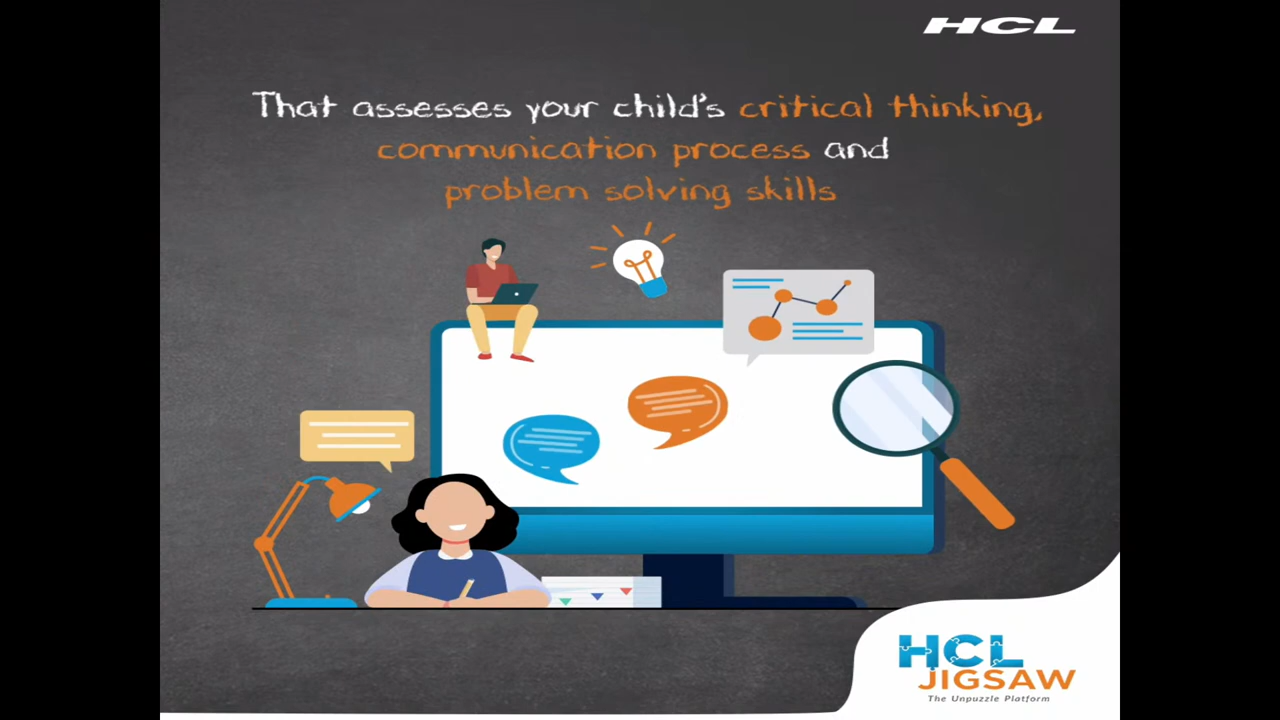 HCL
That assesses your child's critical thinking,
communication process and
problem solving skills
HCL
JIGSAW
The Unpuzzle Platform